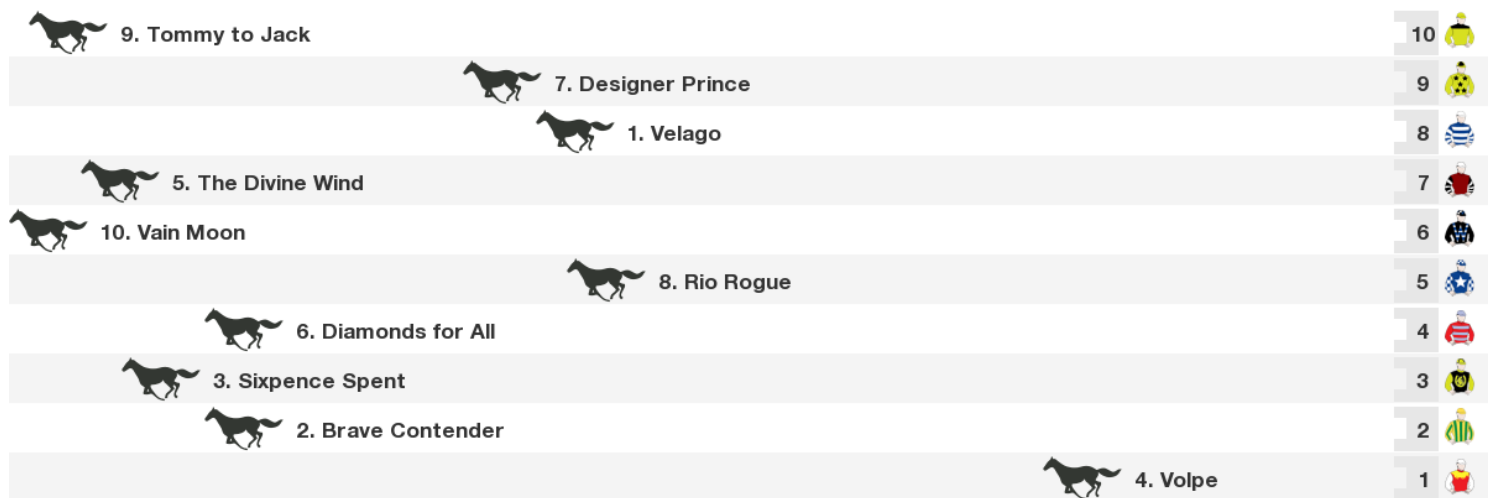 9. Tommy to Jack 10
7. Designer Prince 9
1. Velago 8
5. The Divine Wind 7
10. Vain Moon 6
8. Rio Rogue 5
6. Diamonds for All 4
3. Sixpence Spent 3
2. Brave Contender 2
4. Volpe 1